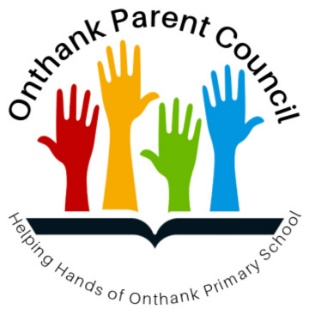 Onthank Parent Council
Helping Hands of Onthank Primary School